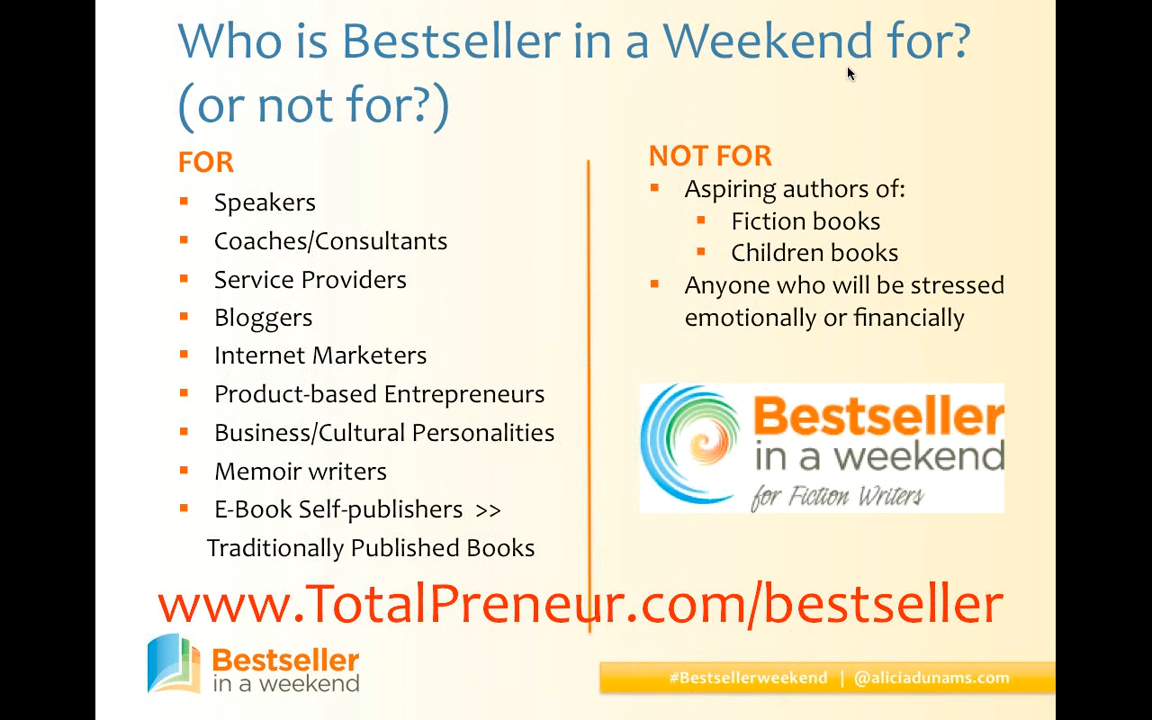 Who is Bestseller in a Weekend for?
(or not for?)
FOR
Speakers
Coaches/Consultants
Service Providers
Bloggers
Internet Marketers
Product-based Entrepreneurs
Business/Cultural Personalities
Memoir writers
E-Book Self-publishers >>
Traditionally Published Books
NOT FOR
Aspiring authors of:
Fiction books
Children books
Anyone who will be stressed
emotionally or financially
Bestseller
in a weekend
for Fiction Writers
www.TotalPreneur.com/bestseller
Bestseller
in a weekend
#Bestsellerweekend | @aliciadunams.com